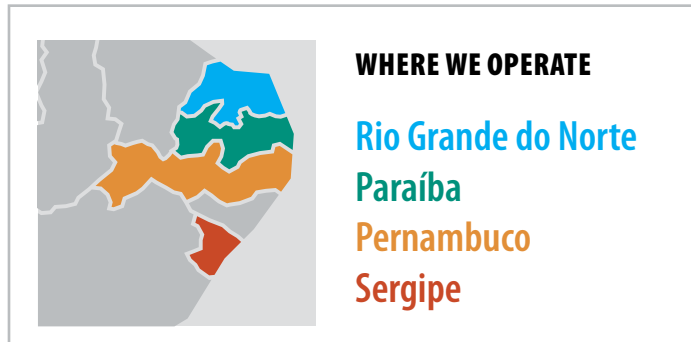 WHERE WE OPERATE
Rio Grande do Norte
Paraíba
Pernambuco
Sergipe